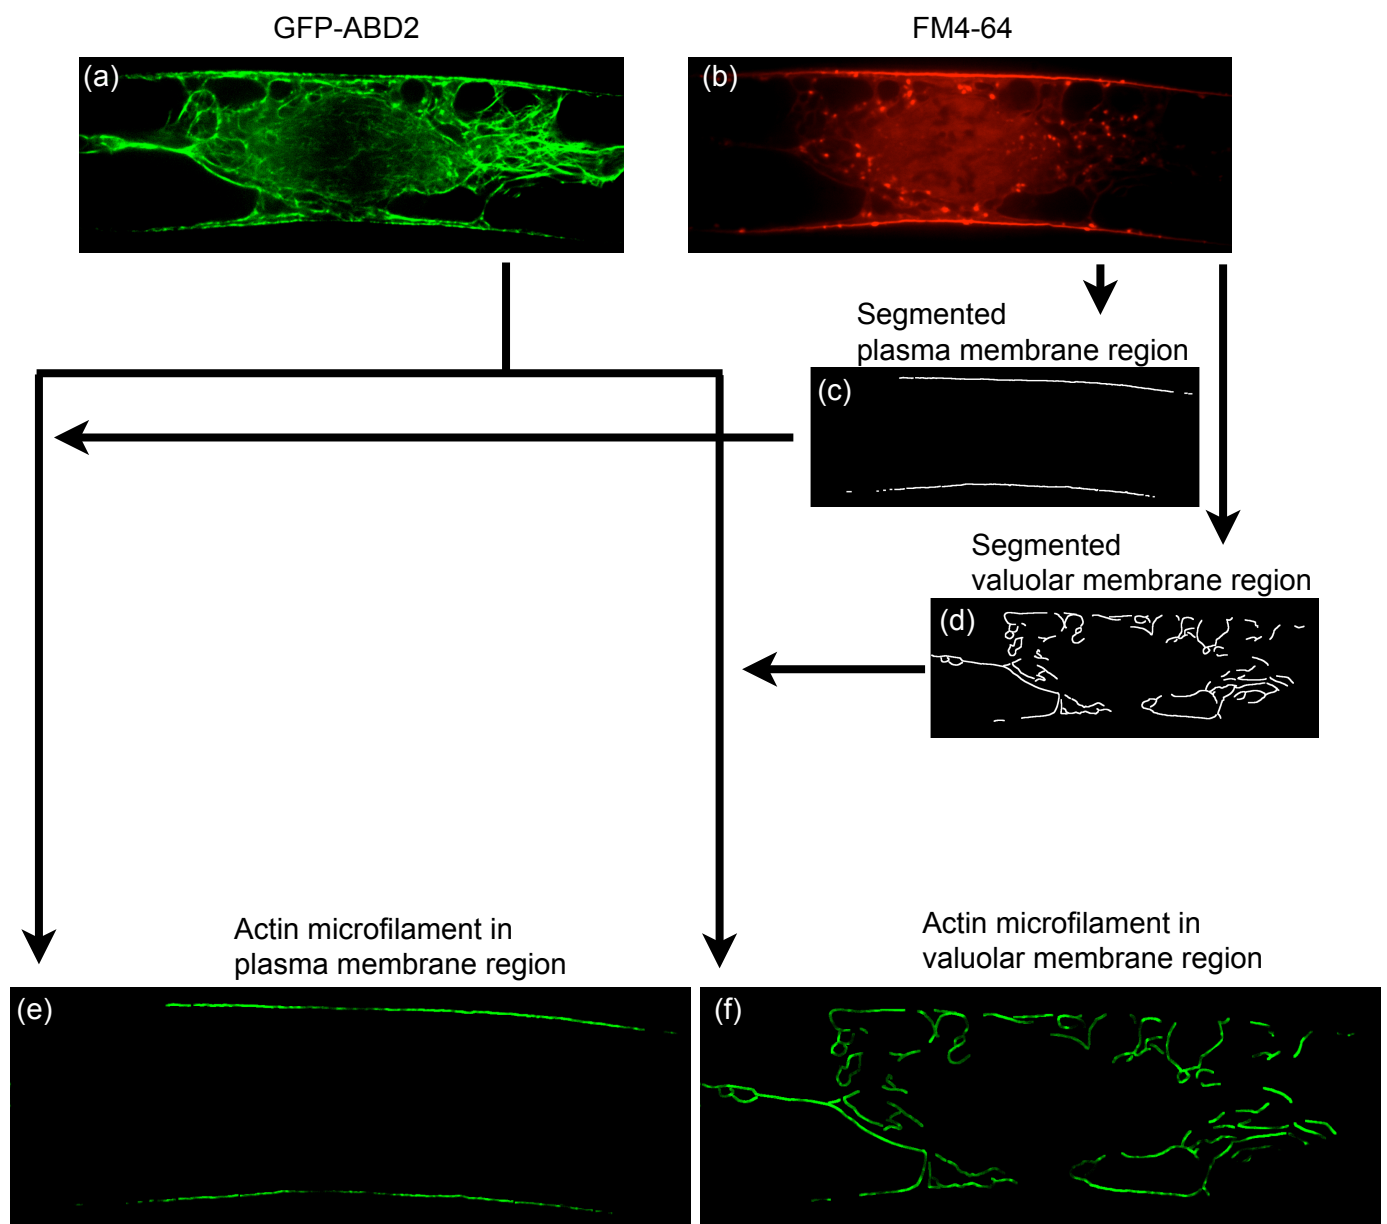 GFP-ABD2
FM4-64
(a)
(b)
Segmented
plasma membrane region
(c)
Segmented
valuolar membrane region
(d)
Actin microfilament in
plasma membrane region
Actin microfilament in
valuolar membrane region
(e)
(f)